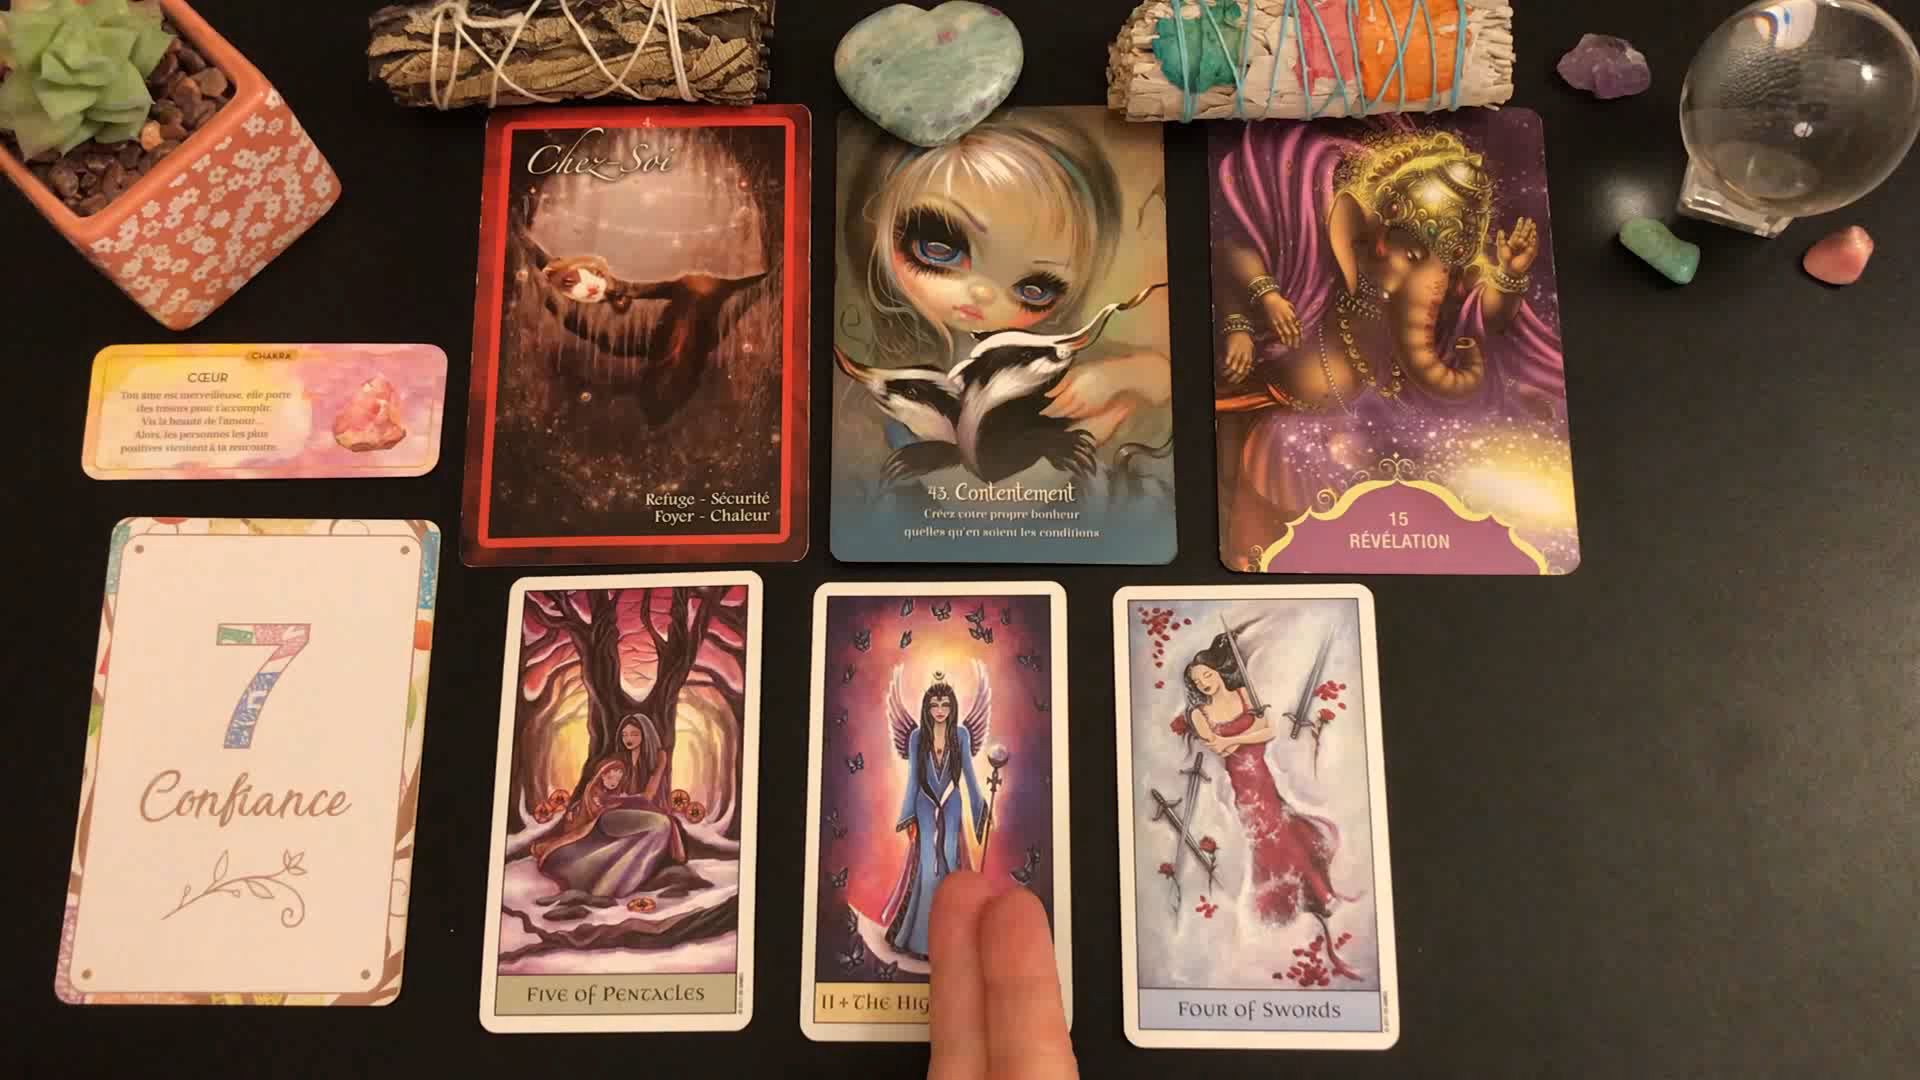 4.
Chez-Soi
Refuge - Sécurité
Foyer - Chaleur
43. Contentement
Créez votre propre bonheur
quelles qu'en soient les conditions
15
RÉVÉLATION
CHAKRA
CŒUR
Ton âme est merveilleuse, elle porte
des trésors pour t'accomplir.
Vis la beauté de l'amour...
Alors, les personnes les plus
positives viennent à ta rencontre.
7
Confiance
Five of Pentacles
II + The Hig
Four of Swords